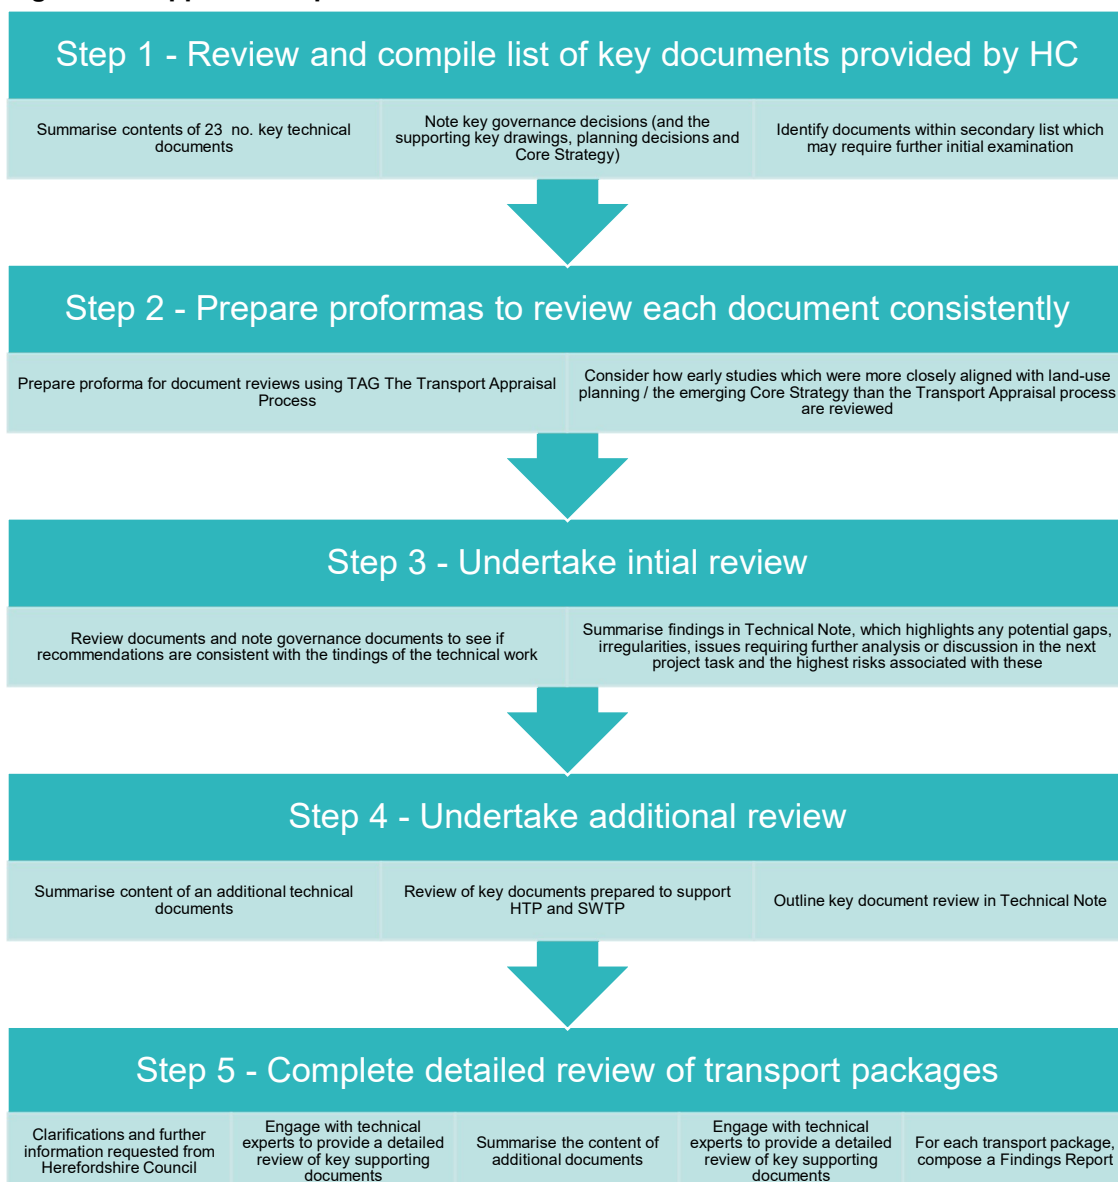 Step 1 - Review and compile list of key documents provided by HC
Summarise contents of 23 no. key technical
documents
Note key governance decisions (and the
supporting key drawings, planning decisions and
Core Strategy)
Identify documents within secondary list which
may require further initial examination
Step 2 - Prepare proformas to review each document consistently
Prepare proforma for document reviews using TAG The Transport Appraisal
Process
Consider how early studies which were more closely aligned with land-use
planning / the emerging Core Strategy than the Transport Appraisal process
are reviewed
Step 3 - Undertake intial review
Review documents and note governance documents to see if
recommendations are consistent with the tindings of the technical work
Summarise findings in Technical Note, which highlights any potential gaps,
irregularities, issues requiring further analysis or discussion in the next
project task and the highest risks associated with these
Step 4 - Undertake additional review
Summarise content of an additional technical
documents
Review of key documents prepared to support
HTP and SWTP
Outline key document review in Technical Note
Step 5 - Complete detailed review of transport packages
Clarifications and further
information requested from
Herefordshire Council
Engage with technical
experts to provide a detailed
review of key supporting
documents
Summarise the content of
additional documents
Engage with technical
experts to provide a detailed
review of key supporting
documents
For each transport package,
compose a Findings Report